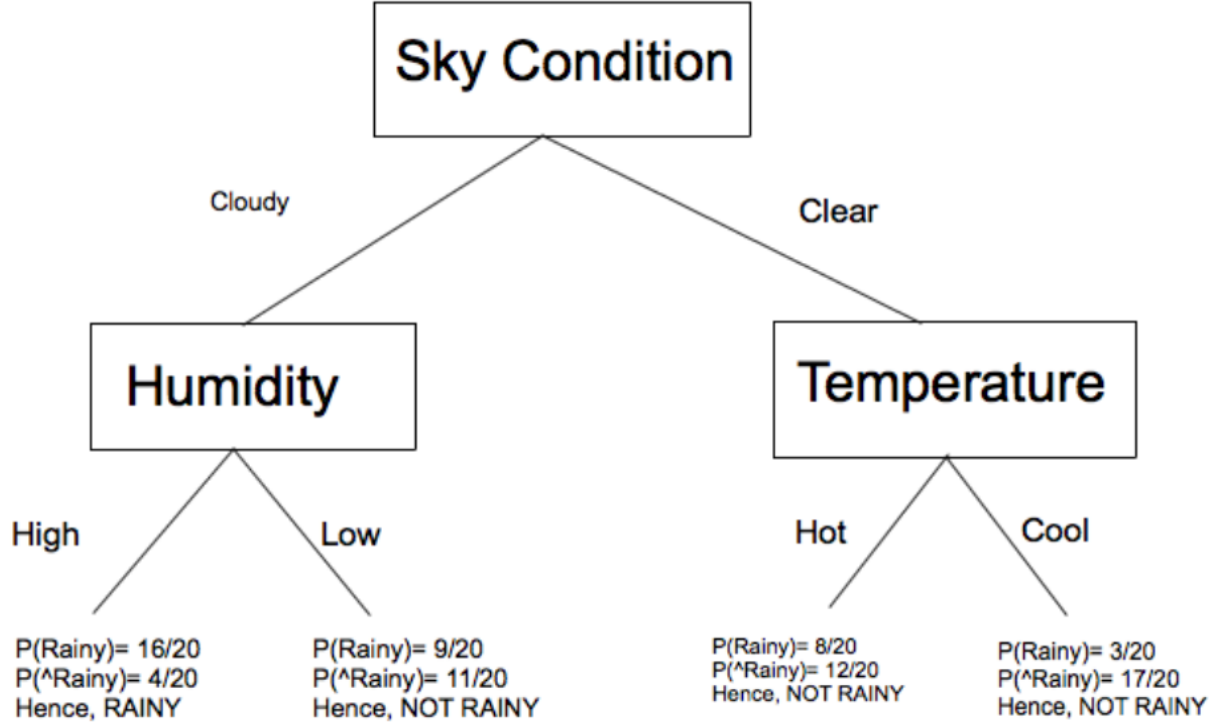 Sky Condition
Cloudy
Clear
Humidity
Temperature
High
Low
Hot
Cool
P(Rainy)= 16/20
P(^Rainy)= 4/20
Hence, RAINY
P(Rainy)= 9/20
P(^Rainy)= 11/20
Hence, NOT RAINY
P(Rainy)= 8/20
P(^Rainy)= 12/20
Hence, NOT RAINY
P(Rainy)= 3/20
P(^Rainy)= 17/20
Hence, NOT RAINY